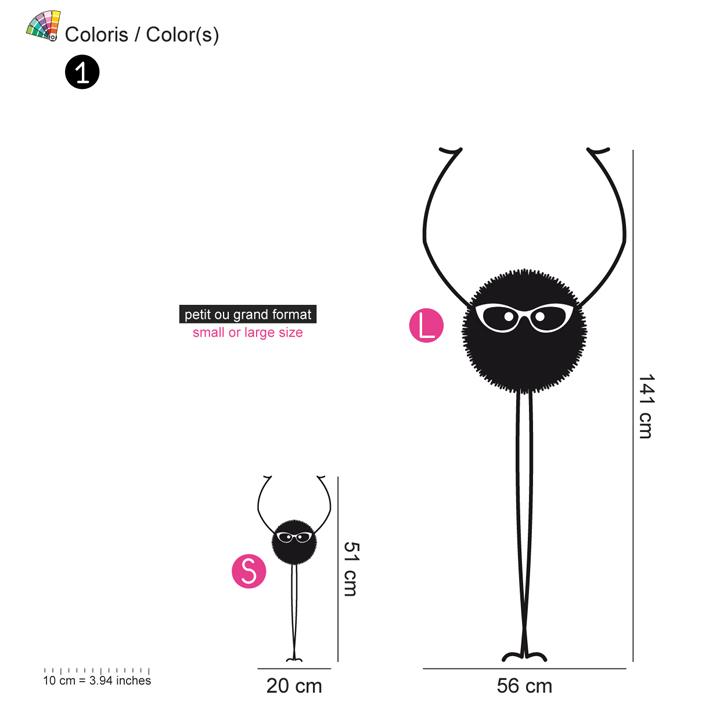 Coloris / Color(s)
1
petit ou grand format
small or large size
L
141 cm
S
51 cm
10 cm = 3.94 inches
20 cm
56 cm